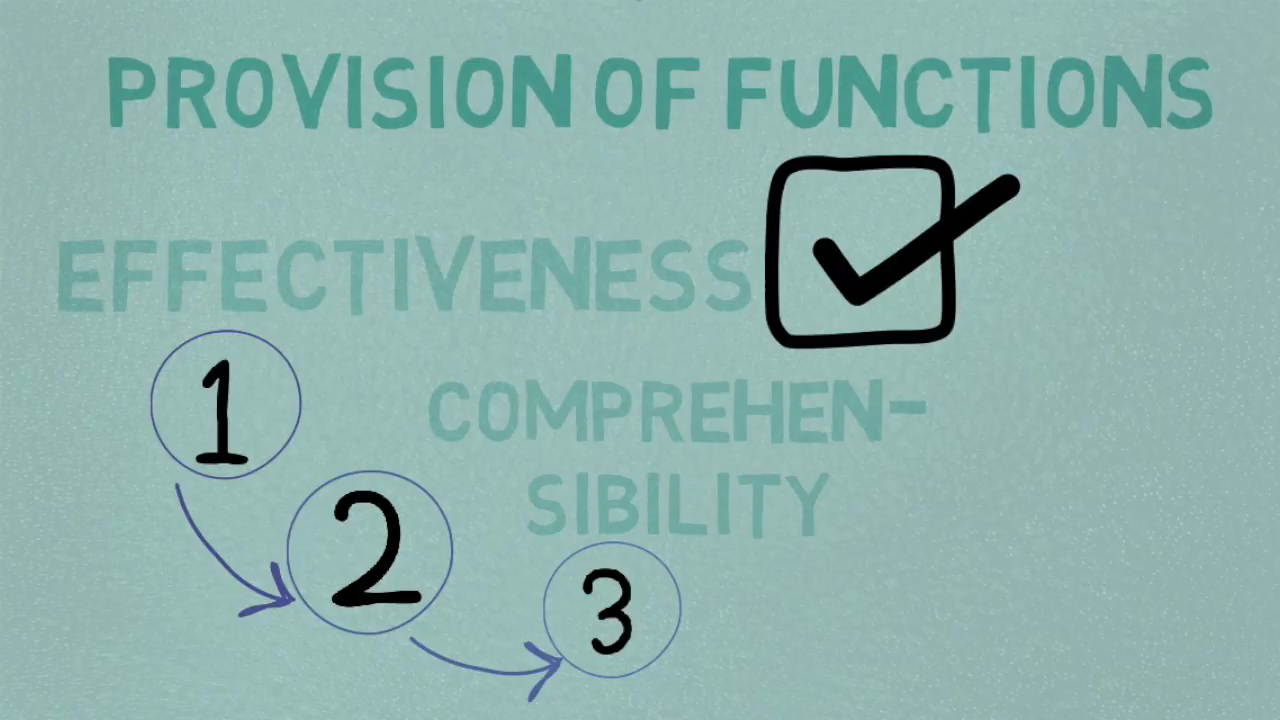 PROVISION OF FUNCTIONS
EFFECTIVENESS
1
COMPREHEN-
SIBILITY
2
3